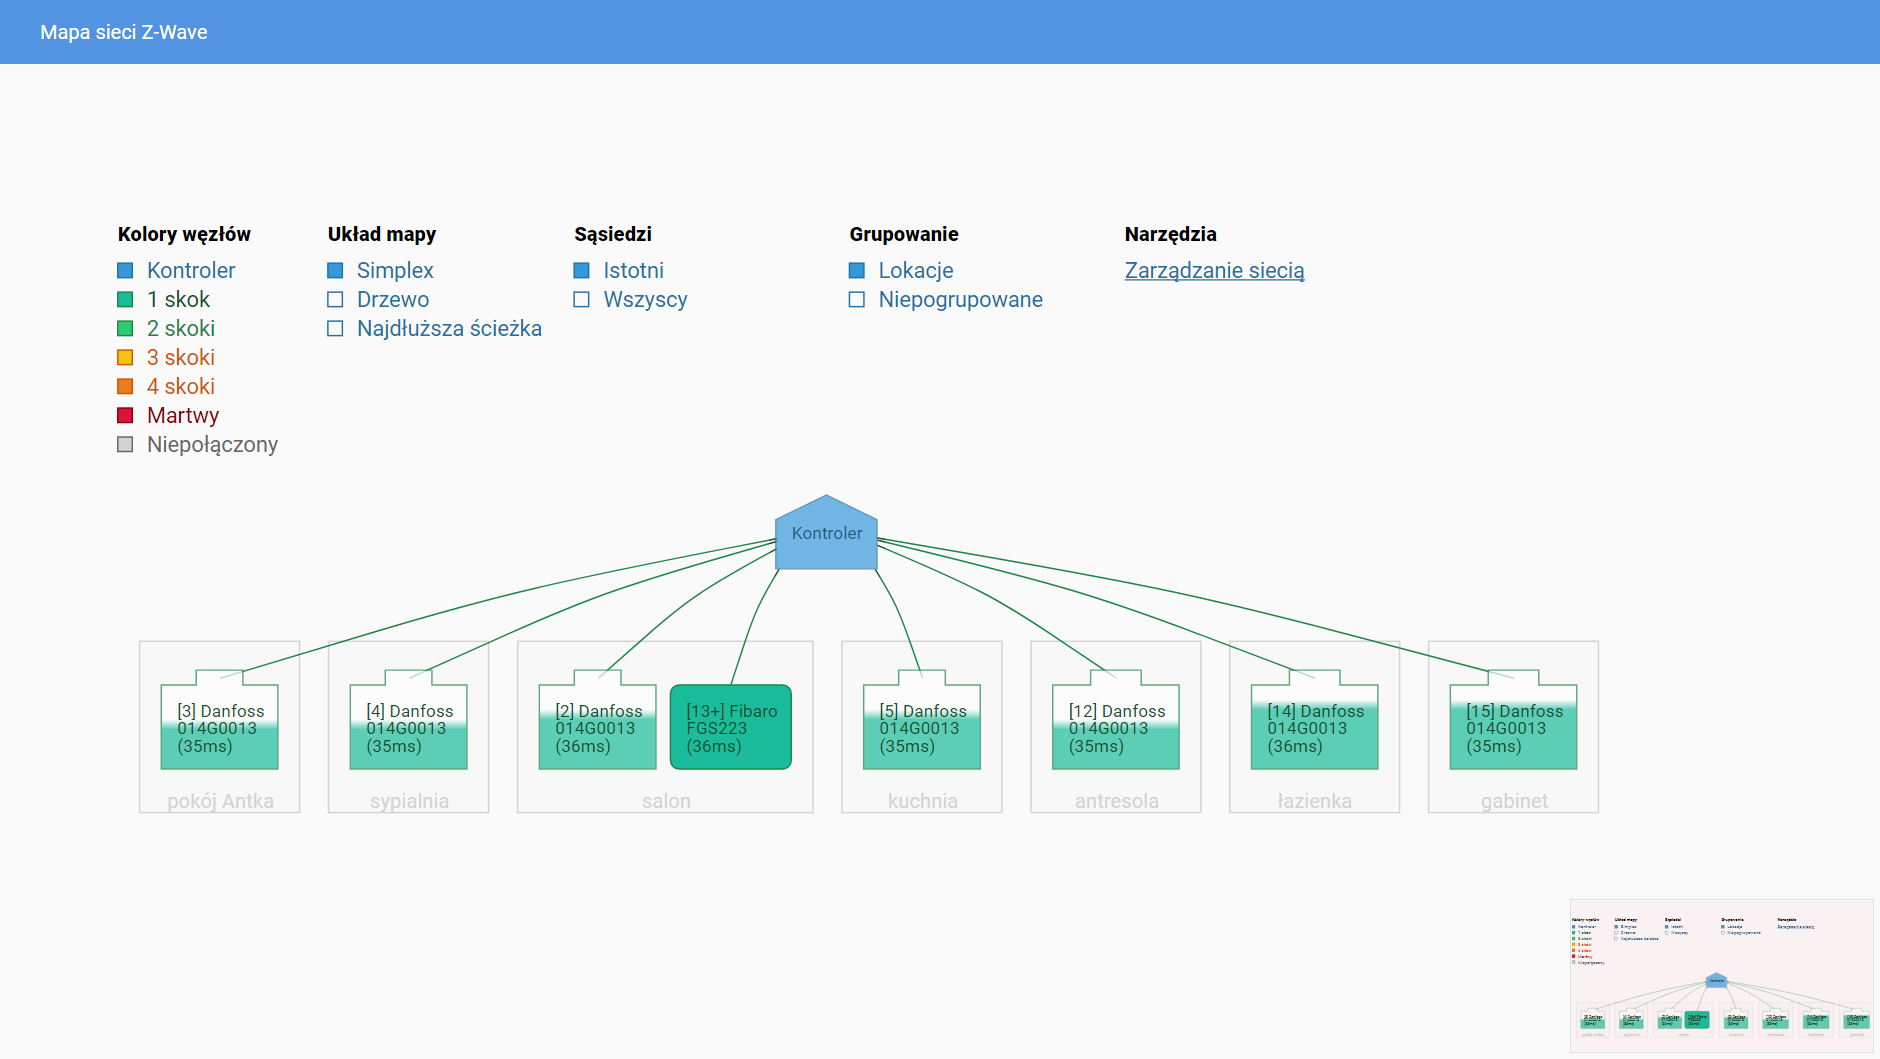 Mapa sieci Z-Wave
Kolory węzłów
Kontroler
1 skok
2 skoki
3 skoki
4 skoki
Martwy
Niepołączony
Układ mapy
Simplex
Drzewo
Najdłuższa ścieżka
Sąsiedzi
Istotni
Wszyscy
Grupowanie
Lokacje
Niepogrupowane
Narzędzia
Zarządzanie siecią
Kontroler
[3] Danfoss
014G0013
(35ms)
pokój Antka
[4] Danfoss
014G0013
(35ms)
sypialnia
[2] Danfoss
014G0013
(36ms)
[13+] Fibaro
FGS223
(36ms)
salon
[5] Danfoss
014G0013
(35ms)
kuchnia
[12] Danfoss
014G0013
(35ms)
antresola
[14] Danfoss
014G0013
(36ms)
łazienka
[15] Danfoss
014G0013
(35ms)
gabinet